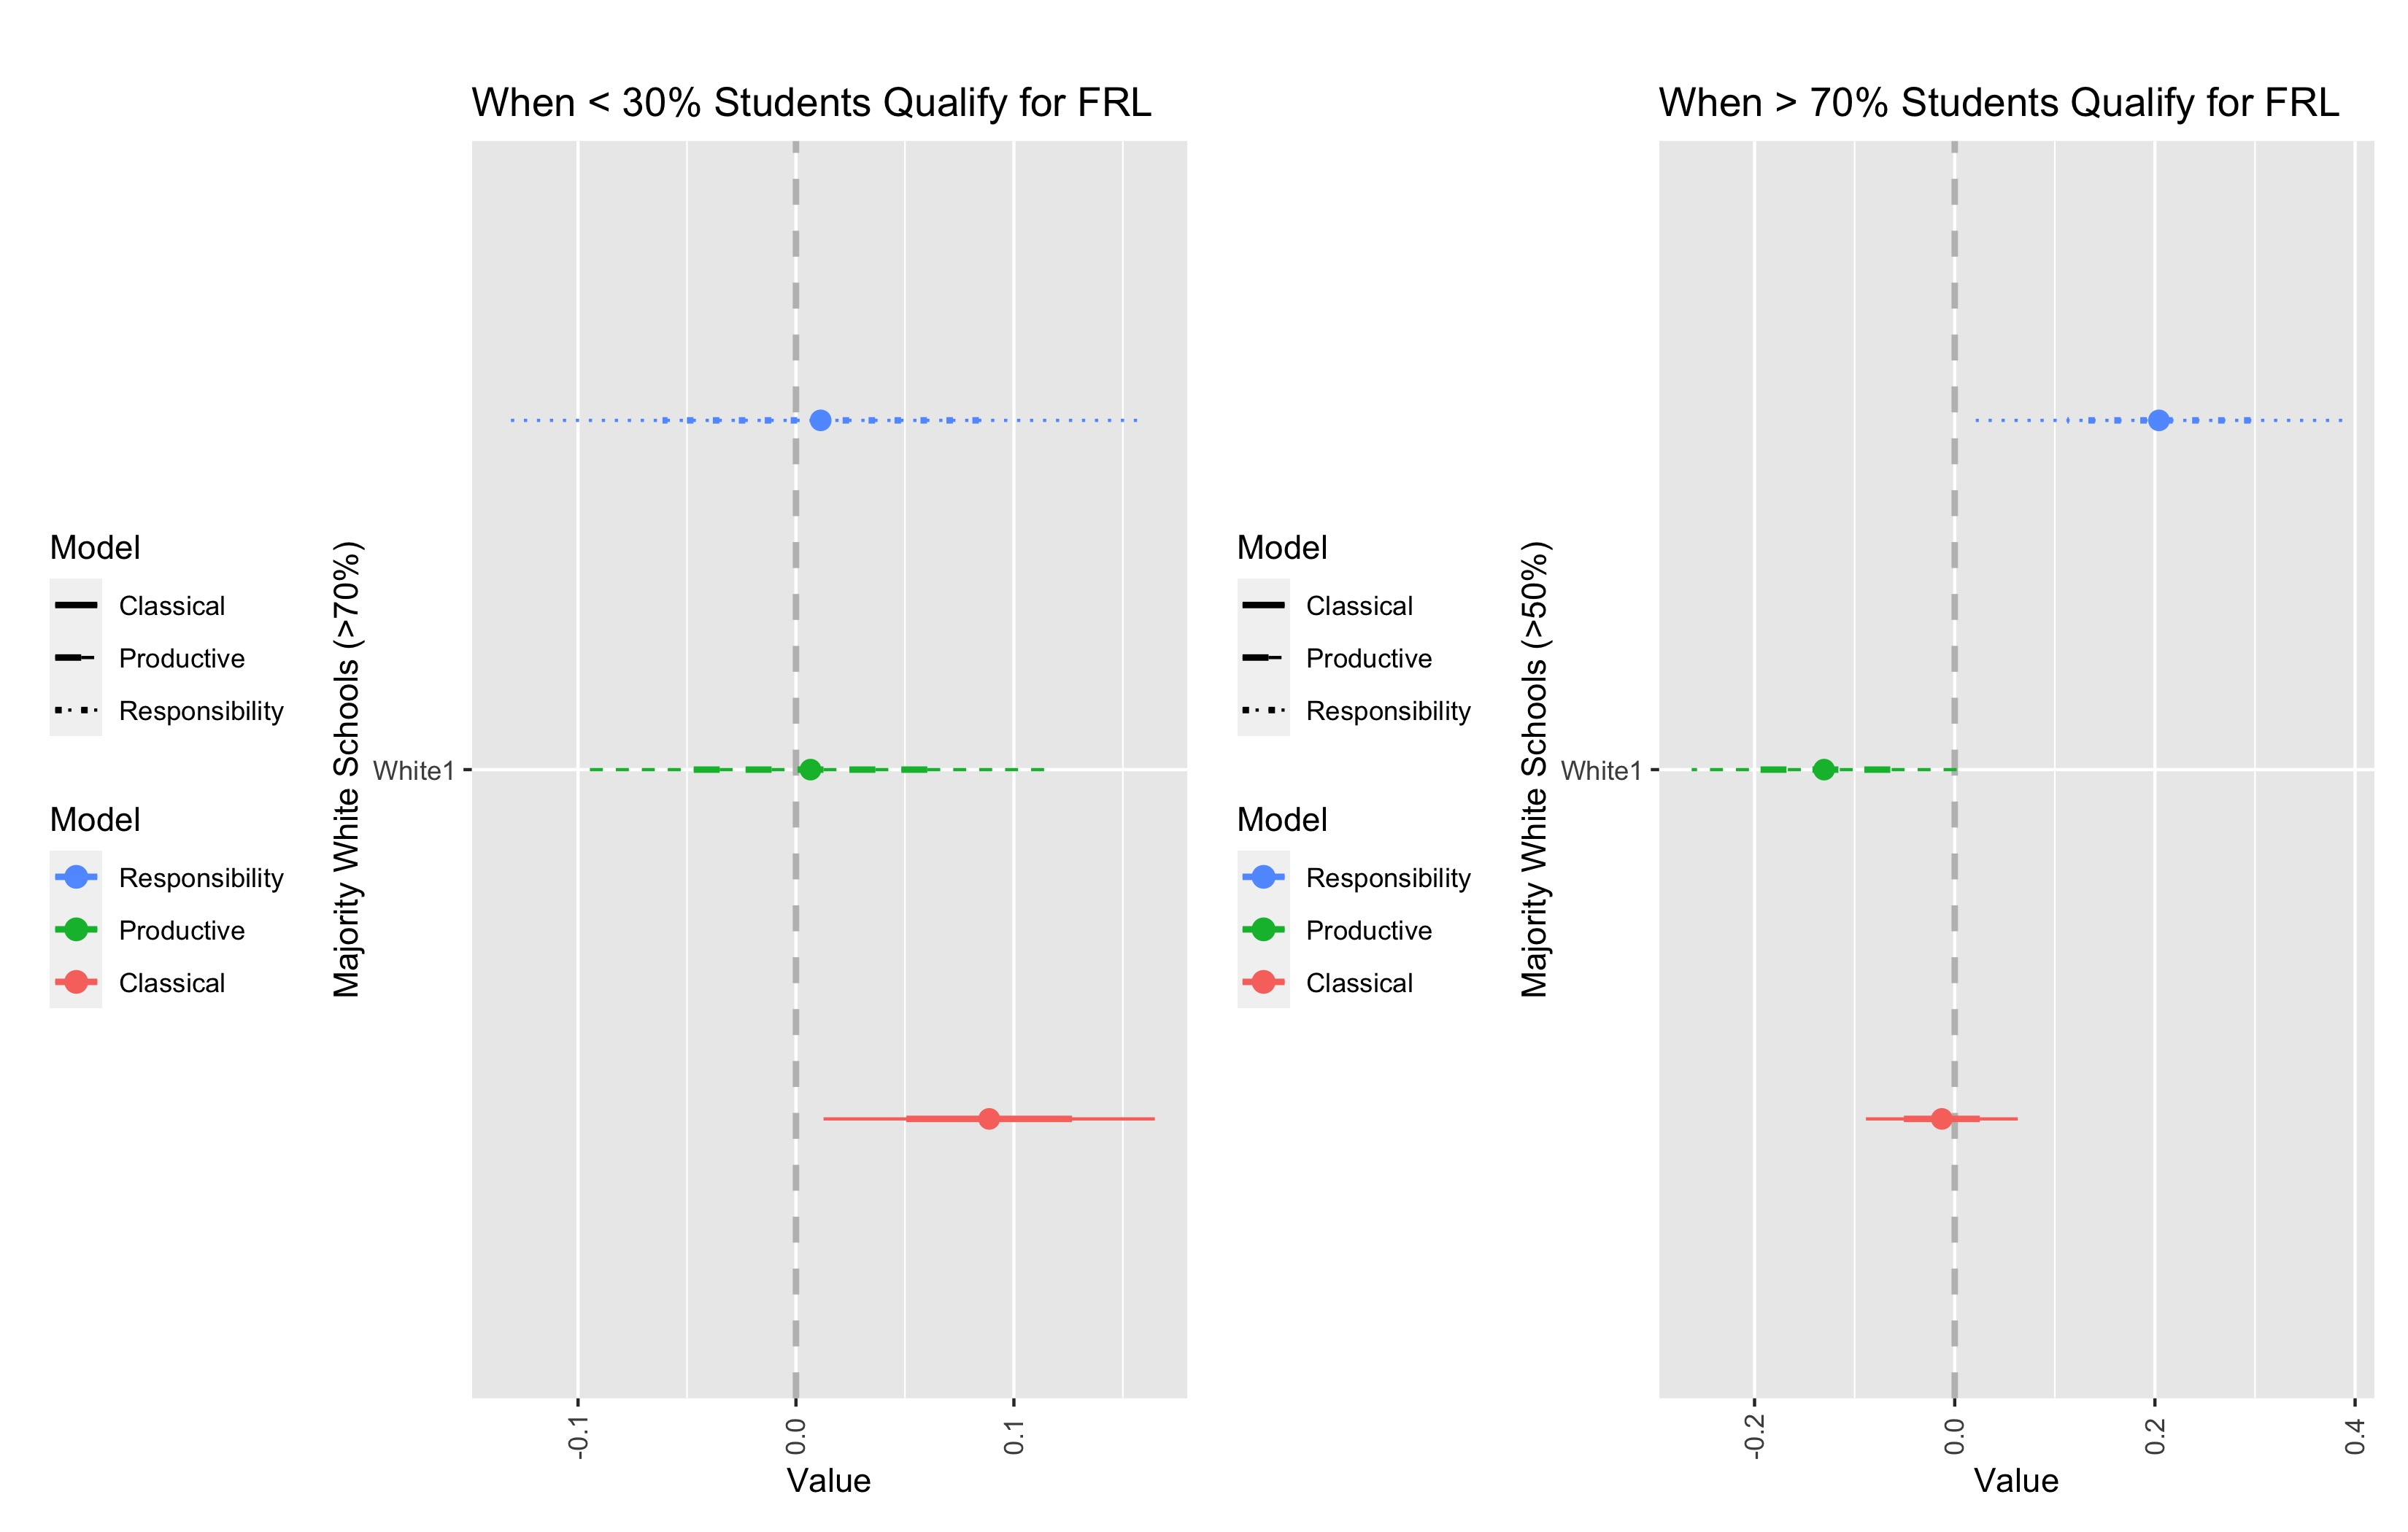 When < 30% Students Qualify for FRL
Model
Classical
Productive
Responsibility
Model
Responsibility
Productive
Classical
Majority White Schools (>70%)
White1
-0.1
0.0
0.1
Value
When > 70% Students Qualify for FRL
Model
Classical
Productive
Responsibility
Model
Responsibility
Productive
Classical
Majority White Schools (>50%)
White1
-0.2
0.0
0.2
0.4
Value